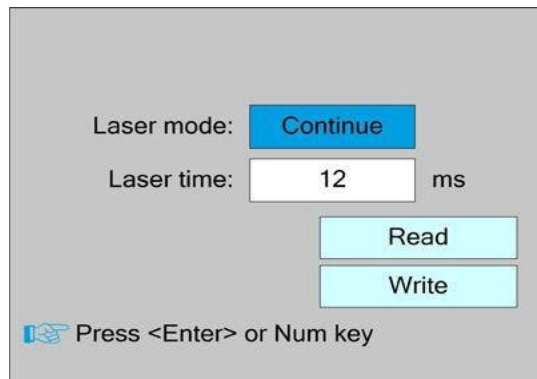 Laser mode: Continue
Laser time: 12 ms
Read
Write
Press <Enter> or Num key